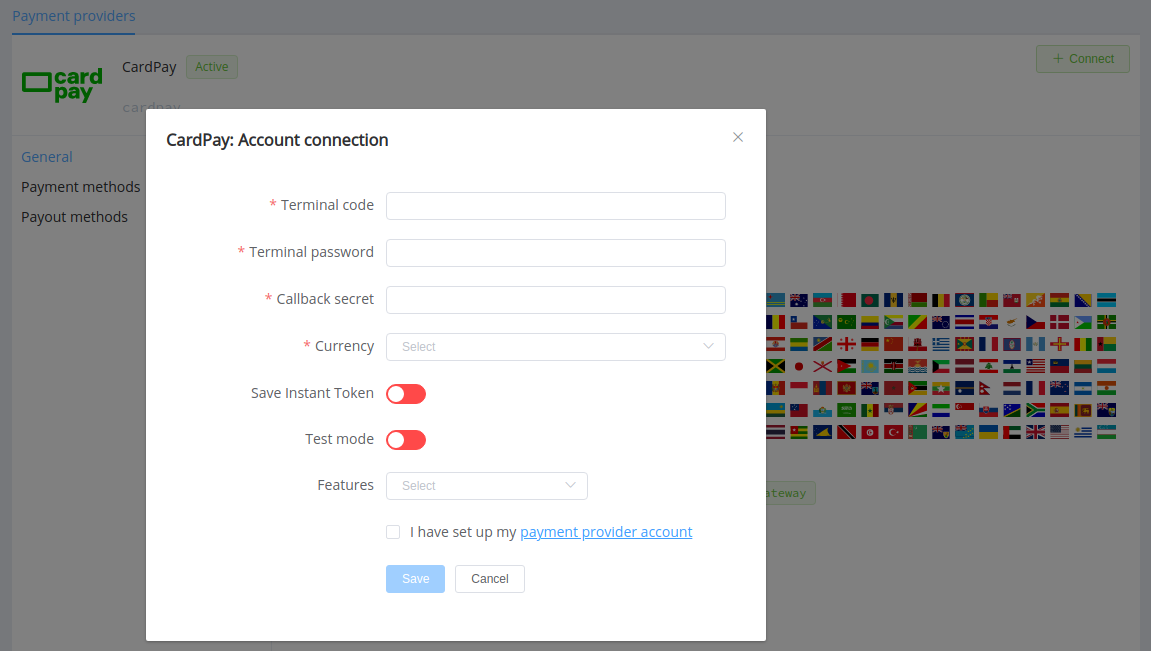 Payment providers
card
pay
CardPay Active
+ Connect
cardpay
CardPay: Account connection
General
Payment methods
Payout methods
* Terminal code
* Terminal password
* Callback secret
* Currency Select
Save Instant Token
Test mode
Features Select
ateway
I have set up my payment provider account
Save Cancel